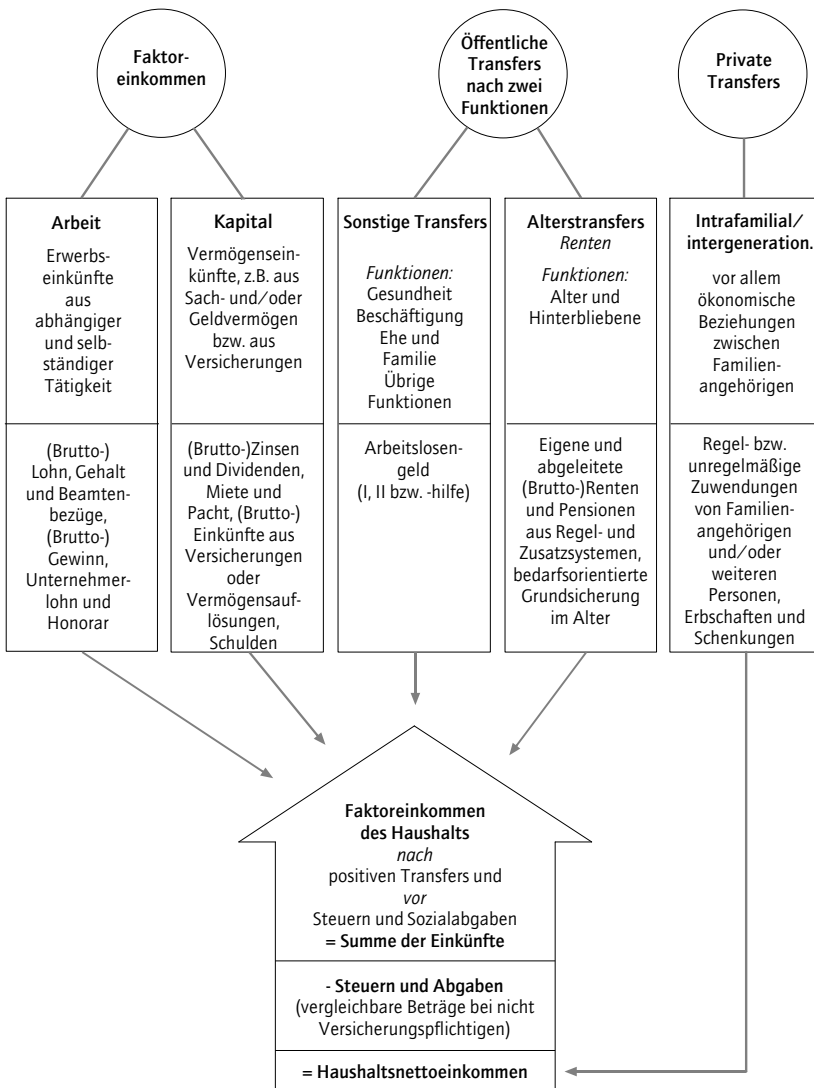 Faktor-
einkommen
Öffentliche
Transfers
nach zwei
Funktionen
Private
Transfers
Arbeit
Erwerbs-
einkünfte
aus
abhängiger
und selb-
ständiger
Tätigkeit
(Brutto-)
Lohn, Gehalt
und Beamten-
bezüge,
(Brutto-)
Gewinn,
Unternehmer-
lohn und
Honorar
Kapital
Vermögensein-
künfte, z.B. aus
Sach- und/oder
Geldvermögen
bzw. aus
Versicherungen
(Brutto-)Zinsen
und Dividenden,
Miete und
Pacht, (Brutto-)
Einkünfte aus
Versicherungen
oder
Vermögensauf-
lösungen,
Schulden
Sonstige Transfers
Funktionen:
Gesundheit
Beschäftigung
Ehe und
Familie
Übrige
Funktionen
Arbeitslosen-
geld
(I, II bzw. -hilfe)
Alterstransfers
Renten
Funktionen:
Alter und
Hinterbliebene
Eigene und
abgeleitete
(Brutto-)Renten
und Pensionen
aus Regel- und
Zusatzsystemen,
bedarfsorientierte
Grundsicherung
im Alter
Intrafamilial/
intergeneration.
vor allem
ökonomische
Beziehungen
zwischen
Familien-
angehörigen
Regel- bzw.
unregelmäßige
Zuwendungen
von Familien-
angehörigen
und/oder
weiteren
Personen,
Erbschaften und
Schenkungen
Faktoreinkommen
des Haushalts
nach
positiven Transfers und
vor
Steuern und Sozialabgaben
= Summe der Einkünfte
- Steuern und Abgaben
(vergleichbare Beträge bei nicht
Versicherungspflichtigen)
= Haushaltsnettoeinkommen